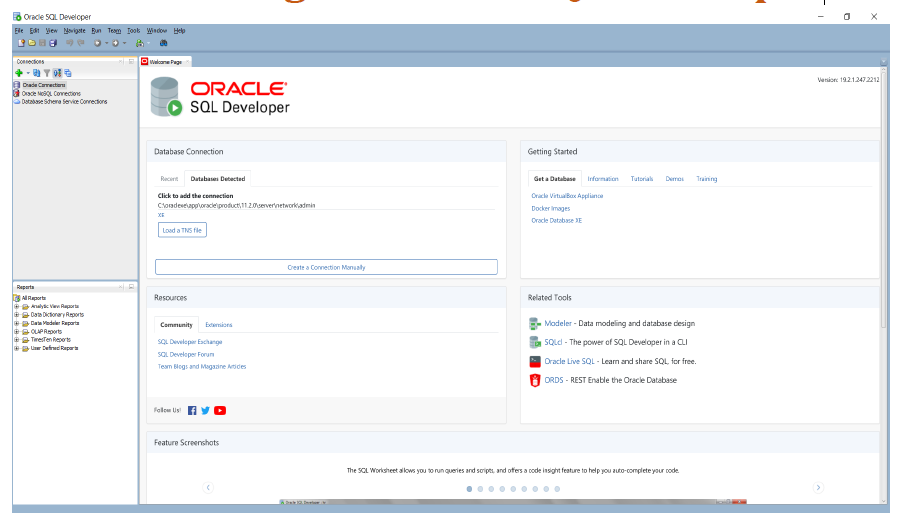 Oracle SQL Developer
File Edit View Navigate Run Team Tools Window Help
Connections
Oracle Connections
Oracle NoSQL Connections
Database Schema Service Connections
Reports
All Reports
Analytic View Reports
Data Dictionary Reports
Data Modeler Reports
OLAP Reports
TimesTen Reports
User Defined Reports
Welcome Page
ORACLE
SQL Developer
Version: 19.2.1.247.2212
Database Connection
Recent Databases Detected
Click to add the connection
C:\oraclexe\app\oracle\product\11.2.0\server\network\admin
XE
Load a TNS file
Create a Connection Manually
Getting Started
Get a Database Information Tutorials Demos Training
Oracle VirtualBox Appliance
Docker Images
Oracle Database XE
Resources
Community Extensions
SQL Developer Exchange
SQL Developer Forum
Team Blogs and Magazine Articles
Follow Us!
Related Tools
Modeler - Data modeling and database design
SQLcl - The power of SQL Developer in a CLI
Oracle Live SQL - Learn and share SQL, for free.
ORDS - REST Enable the Oracle Database
Feature Screenshots
The SQL Worksheet allows you to run queries and scripts, and offers a code insight feature to help you auto-complete your code.
Oracle SQL Developer